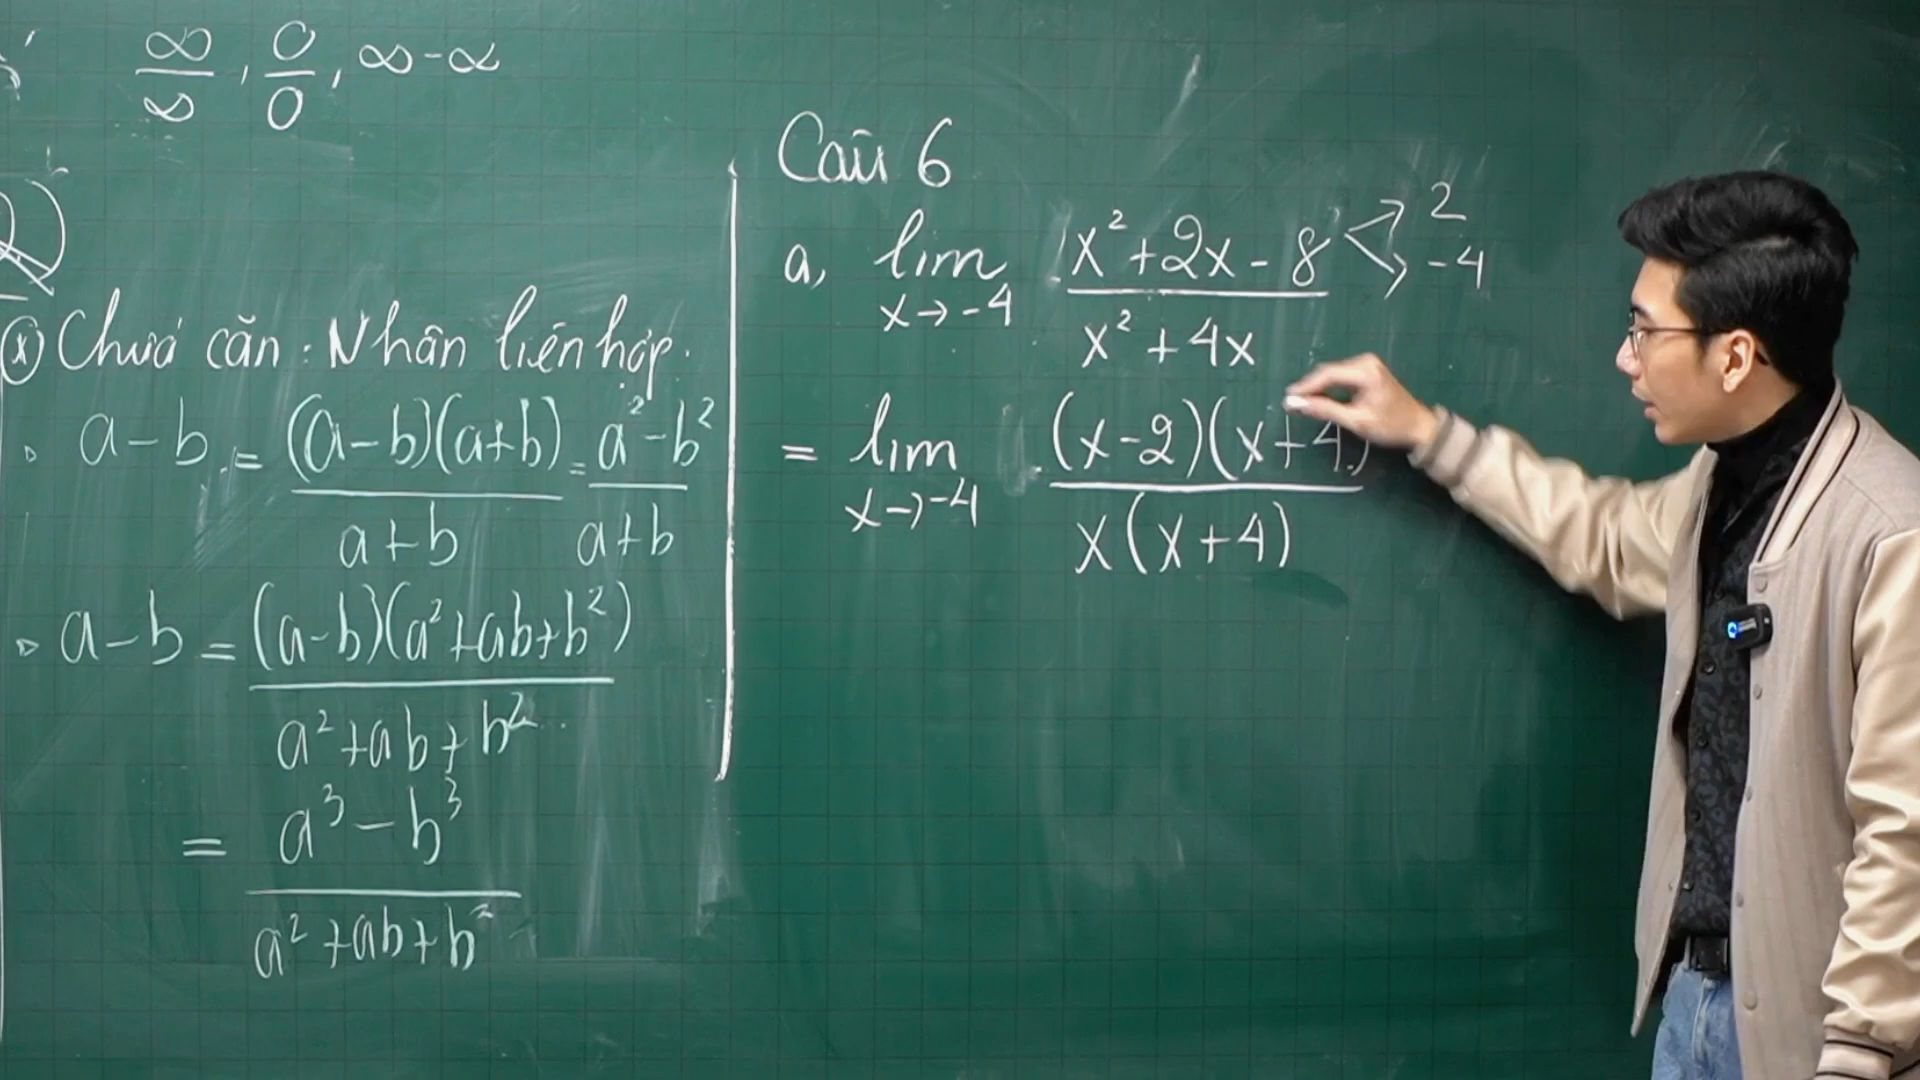 ∞/∞ , 0/0 , ∞ - ∞
(x) Chứa căn : Nhân liên hợp.
a - b = (a - b)(a + b)/(a + b) = (a² - b²)/(a + b)
a - b = (a - b)(a² + ab + b²)/(a² + ab + b²)
= (a³ - b³)/(a² + ab + b²)
Câu 6
a, lim x→-4 (x² + 2x - 8)/(x² + 4x) 2 -4
= lim x→-4 (x - 2)(x + 4)/x(x + 4)